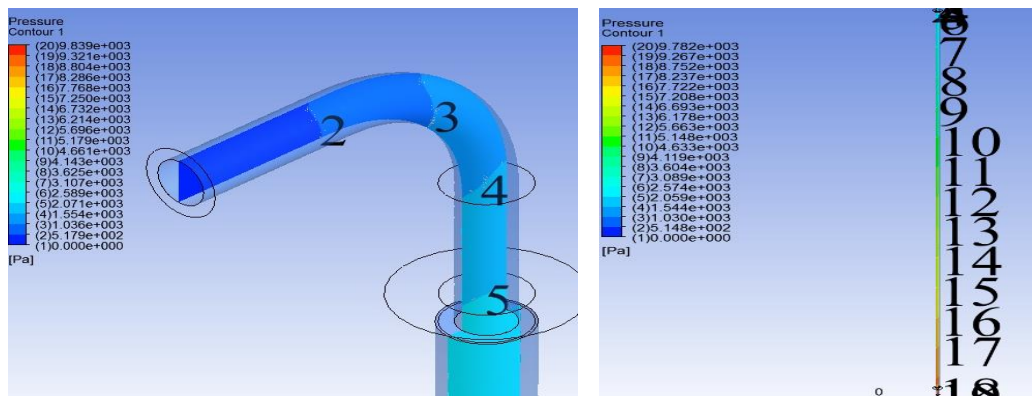 Pressure
Contour 1
(20)9.839e+003
(19)9.321e+003
(18)8.804e+003
(17)8.286e+003
(16)7.768e+003
(15)7.250e+003
(14)6.732e+003
(13)6.214e+003
(12)5.696e+003
(11)5.179e+003
(10)4.661e+003
(9)4.143e+003
(8)3.625e+003
(7)3.107e+003
(6)2.589e+003
(5)2.071e+003
(4)1.554e+003
(3)1.036e+003
(2)5.179e+002
(1)0.000e+000
[Pa]
2
3
4
5
Pressure
Contour 1
(20)9.782e+003
(19)9.267e+003
(18)8.752e+003
(17)8.237e+003
(16)7.722e+003
(15)7.208e+003
(14)6.693e+003
(13)6.178e+003
(12)5.663e+003
(11)5.148e+003
(10)4.633e+003
(9)4.119e+003
(8)3.604e+003
(7)3.089e+003
(6)2.574e+003
(5)2.059e+003
(4)1.544e+003
(3)1.030e+003
(2)5.148e+002
(1)0.000e+000
[Pa]
6
7
8
9
10
11
12
13
14
15
16
17
0